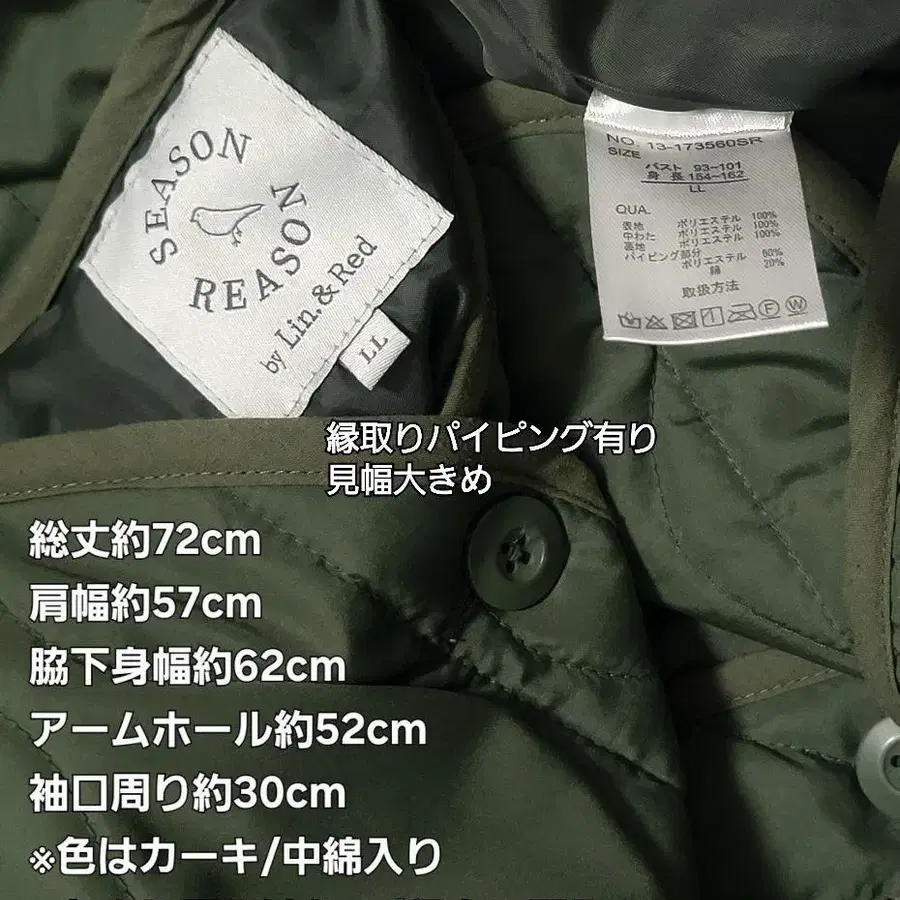 SEASON
REASON
by Lin.& Red
LL
NO. 13-173560SR
SIZE
バスト 93~101
身長 154~162
LL
QUA.
表地 ポリエステル 100%
中わた ポリエステル 100%
裏地 ポリエステル 100%
パイピング部分
ポリエステル 80%
綿 20%
取扱方法
F W
縁取りパイピング有り
見幅大きめ
総丈約72cm
肩幅約57cm
脇下身幅約62cm
アームホール約52cm
袖口周り約30cm
※色はカーキ/中綿入り